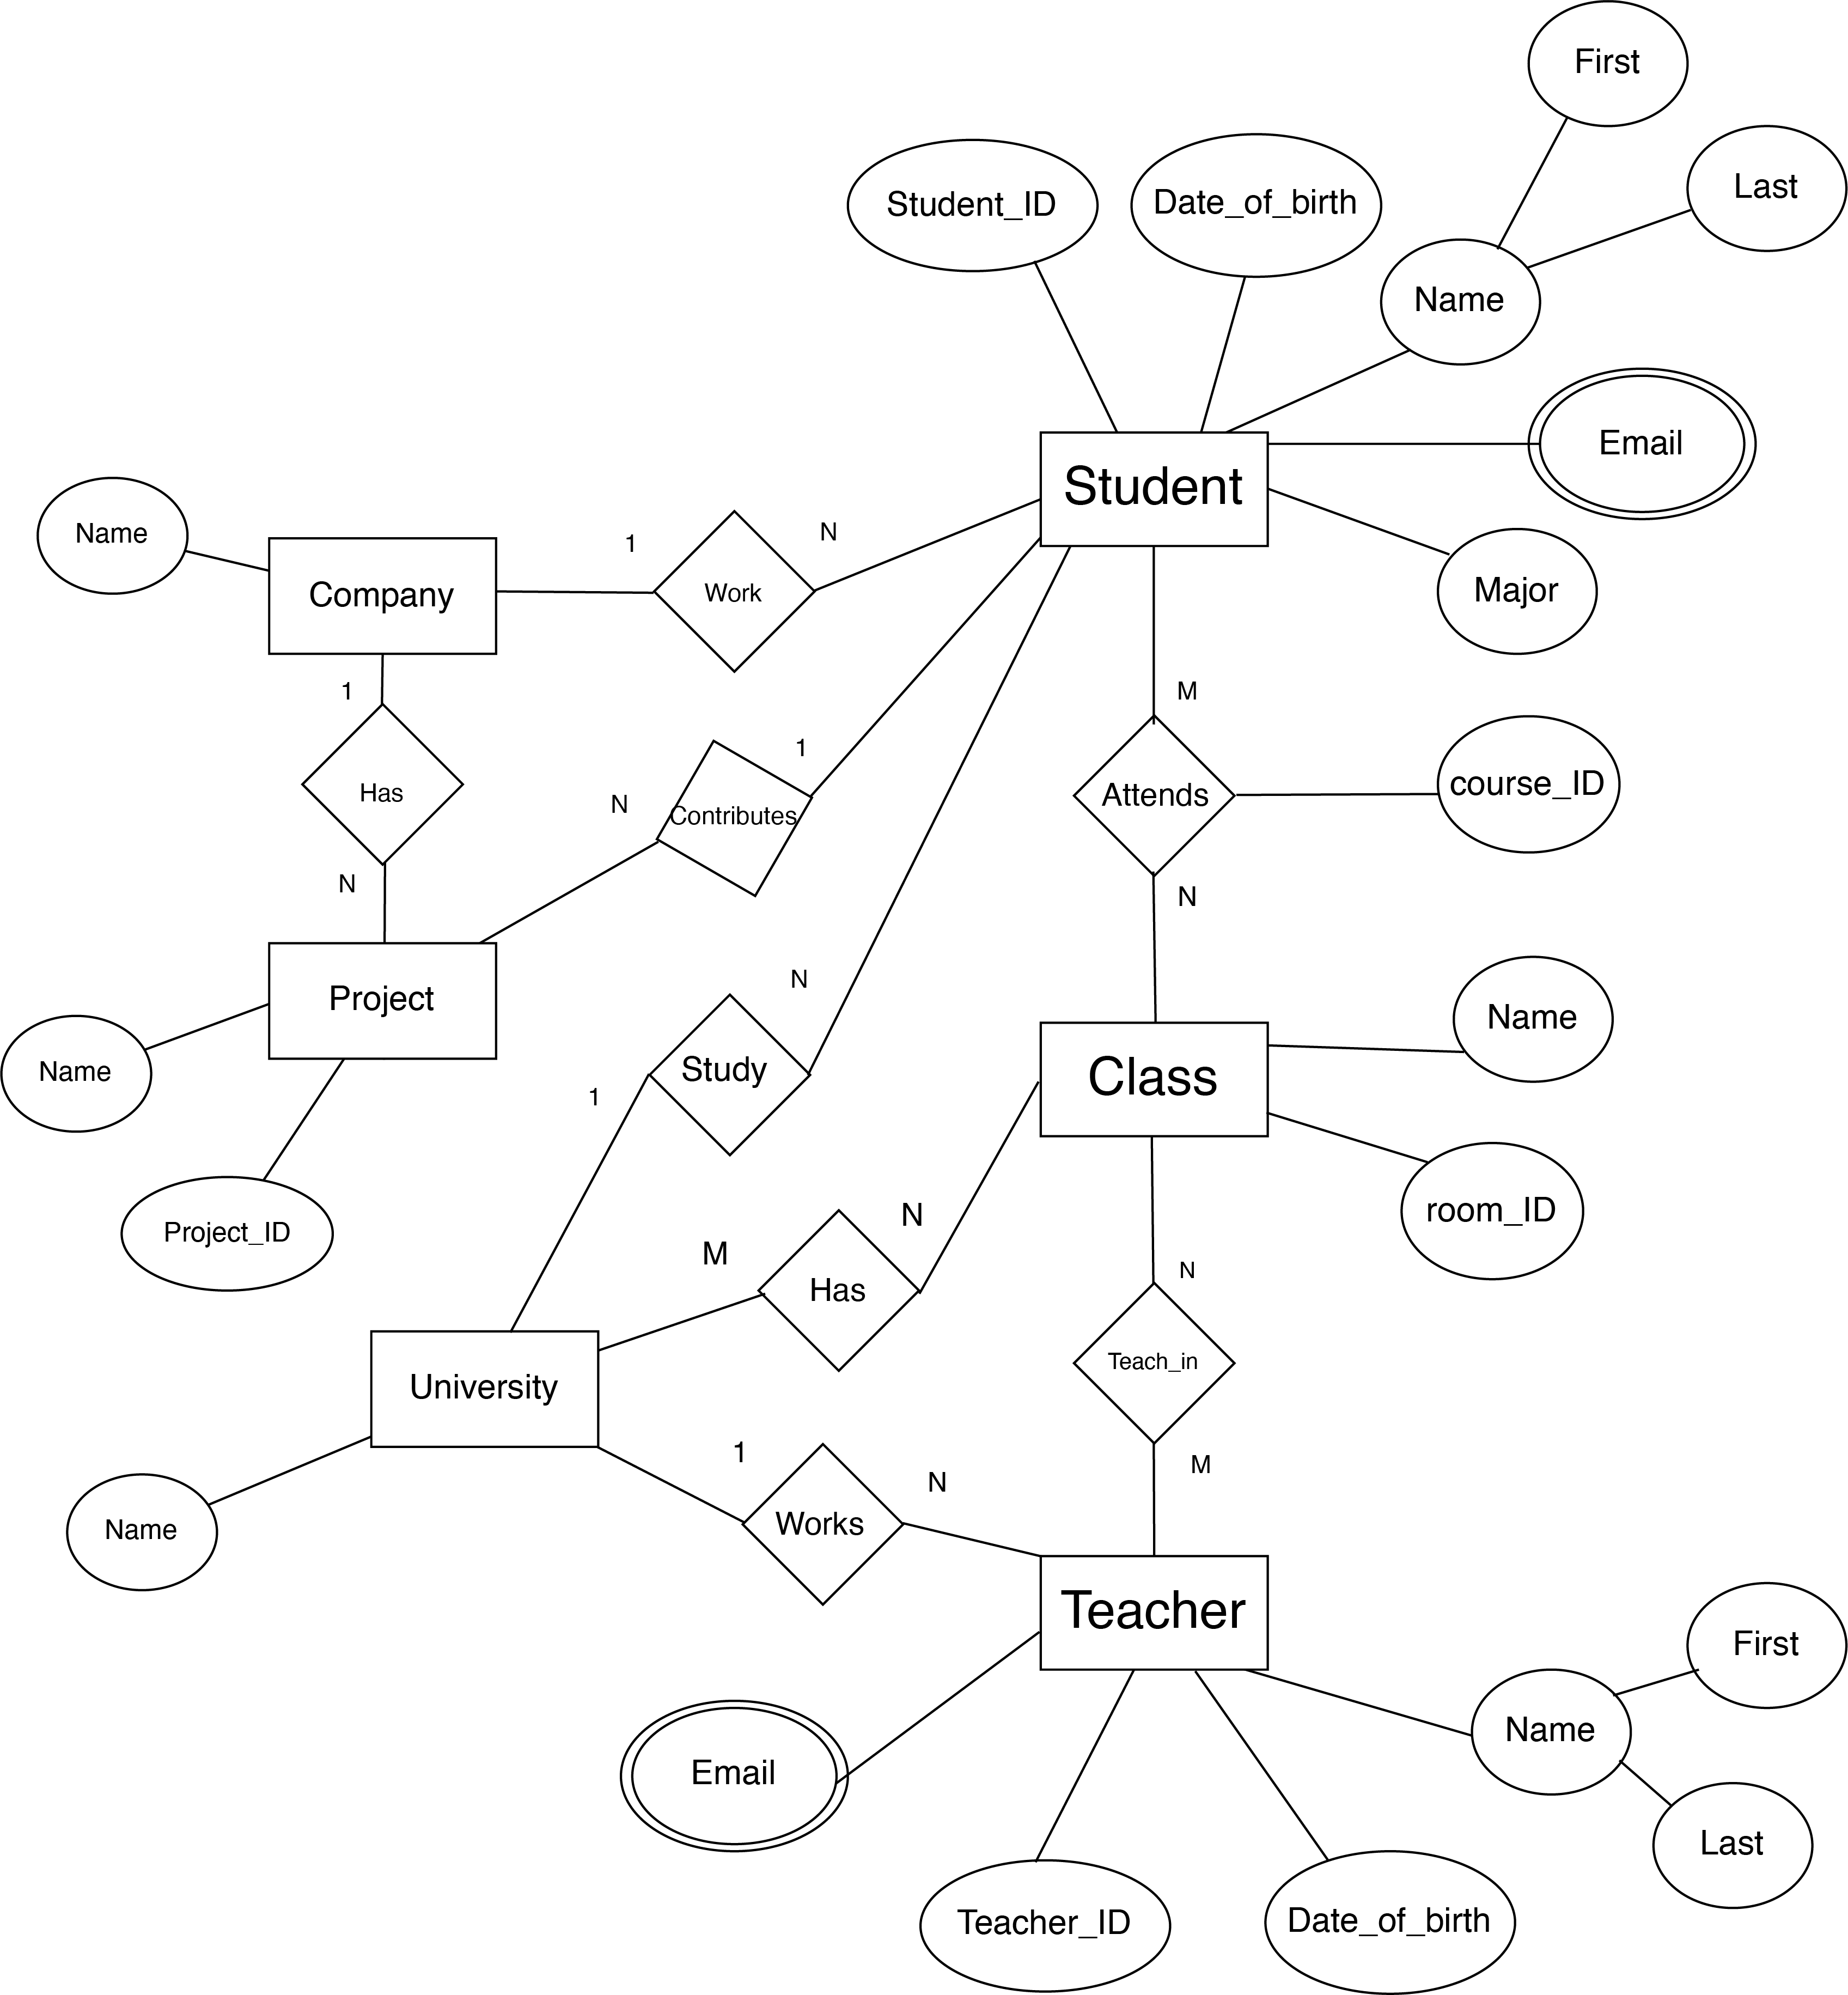 First
Last
Student_ID
Date_of_birth
Name
Email
Student
Name
Company
1
Work
N
Major
1
Has
N
M
1
N
Contributes
Attends
course_ID
N
Project
Name
Project_ID
N
Study
1
Class
Name
room_ID
N
M
Has
N
Teach_in
M
University
Name
1
Works
N
Teacher
First
Name
Last
Email
Teacher_ID
Date_of_birth